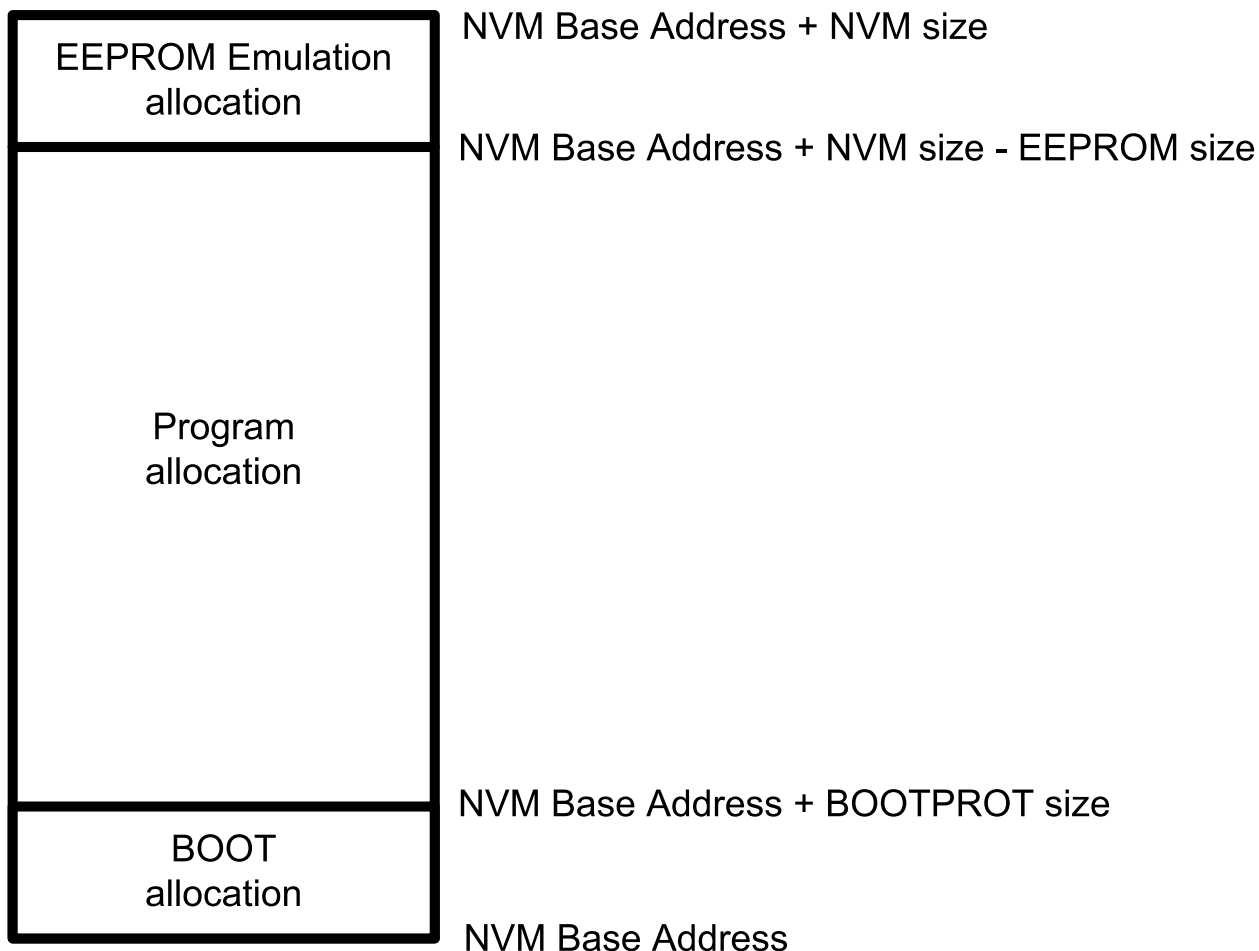 NVM Base Address + NVM size
EEPROM Emulation
allocation
NVM Base Address + NVM size - EEPROM size
Program
allocation
NVM Base Address + BOOTPROT size
BOOT
allocation
NVM Base Address